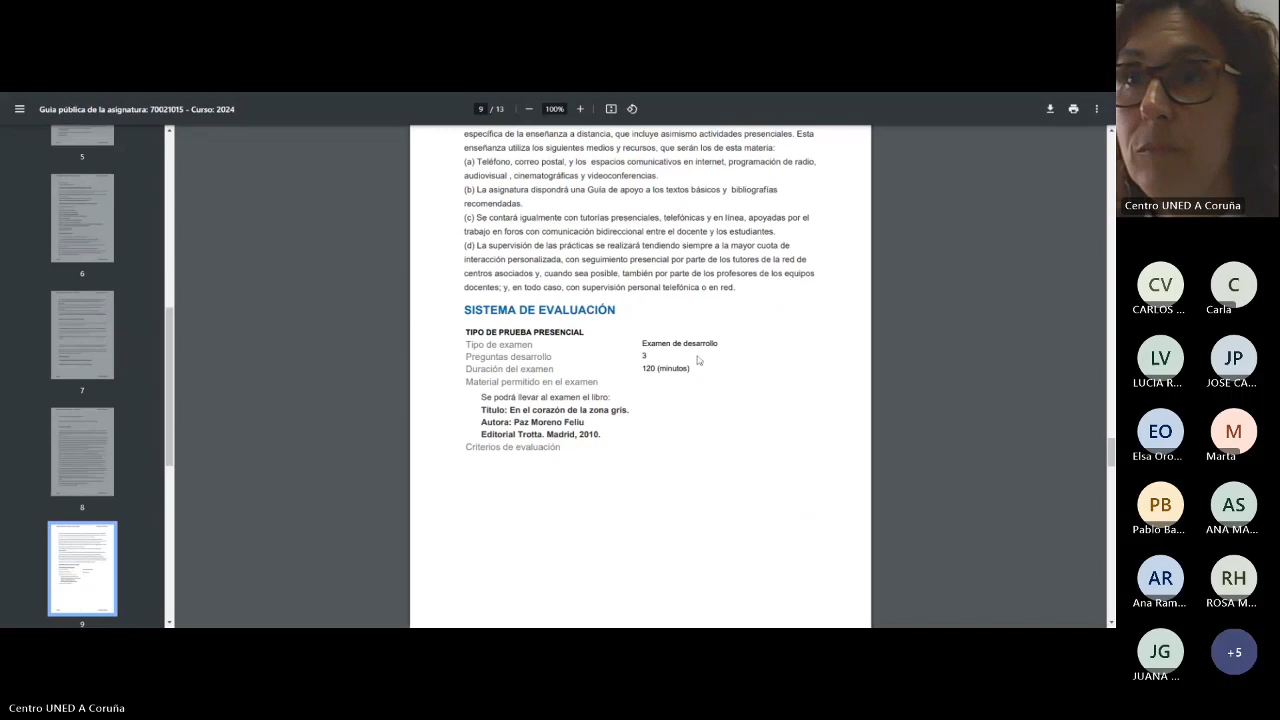 Guía pública de la asignatura: 70021015 - Curso: 2024
9 / 13
100%
5
6
7
8
9
específica de la enseñanza a distancia, que incluye asimismo actividades presenciales. Esta
enseñanza utiliza los siguientes medios y recursos, que serán los de esta materia:
(a) Teléfono, correo postal, y los espacios comunicativos en internet, programación de radio,
audiovisual , cinematográficas y videoconferencias.
(b) La asignatura dispondrá una Guía de apoyo a los textos básicos y bibliografías
recomendadas.
(c) Se contará igualmente con tutorías presenciales, telefónicas y en línea, apoyadas por el
trabajo en foros con comunicación bidireccional entre el docente y los estudiantes.
(d) La supervisión de las prácticas se realizará tendiendo siempre a la mayor cuota de
interacción personalizada, con seguimiento presencial por parte de los tutores de la red de
centros asociados y, cuando sea posible, también por parte de los profesores de los equipos
docentes; y, en todo caso, con supervisión personal telefónica o en red.
SISTEMA DE EVALUACIÓN
TIPO DE PRUEBA PRESENCIAL
Tipo de examen Examen de desarrollo
Preguntas desarrollo 3
Duración del examen 120 (minutos)
Material permitido en el examen
Se podrá llevar al examen el libro:
Título: En el corazón de la zona gris.
Autora: Paz Moreno Feliu
Editorial Trotta. Madrid, 2010.
Criterios de evaluación
Centro UNED A Coruña
CV C
CARLOS ... Carla
LV JP
LUCIA R... JOSE CA...
EO M
Elsa Oro... Marta
PB AS
Pablo Ba... ANA MA...
AR RH
Ana Ram... ROSA M...
JG +5
JUANA ...
Centro UNED A Coruña